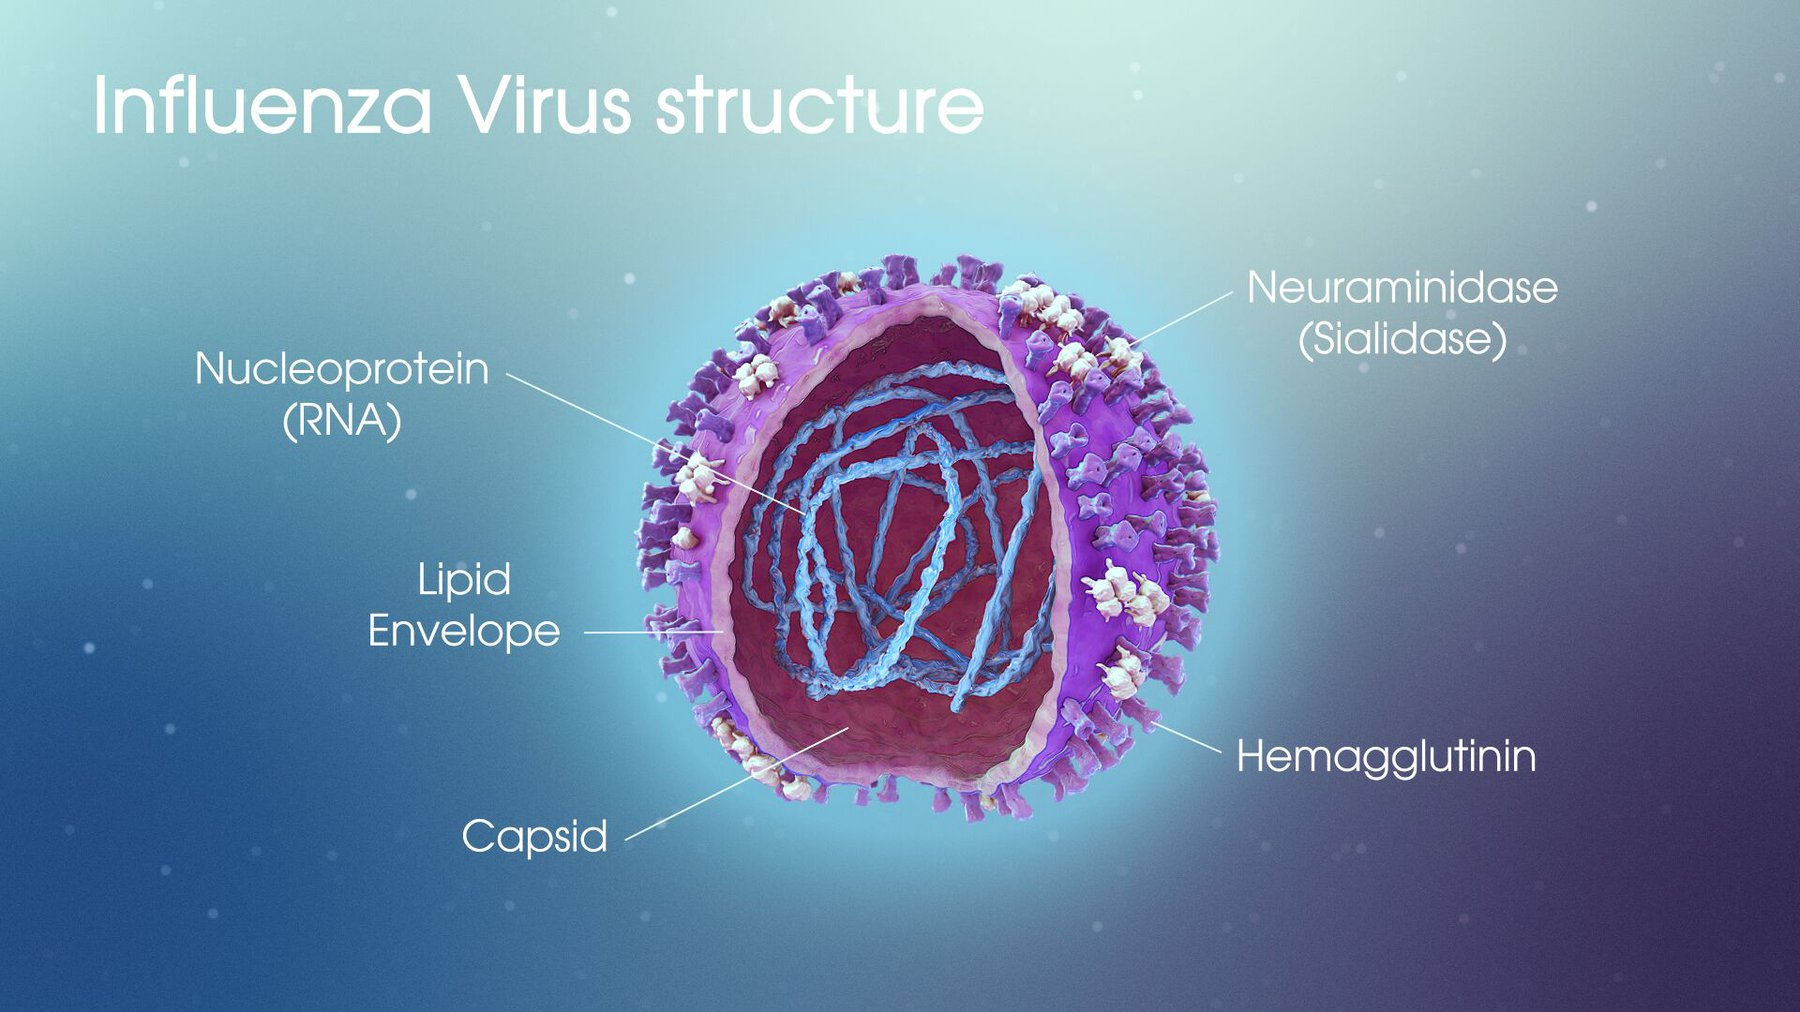 Influenza Virus structure
Neuraminidase
(Sialidase)
Nucleoprotein
(RNA)
Lipid
Envelope
Hemagglutinin
Capsid